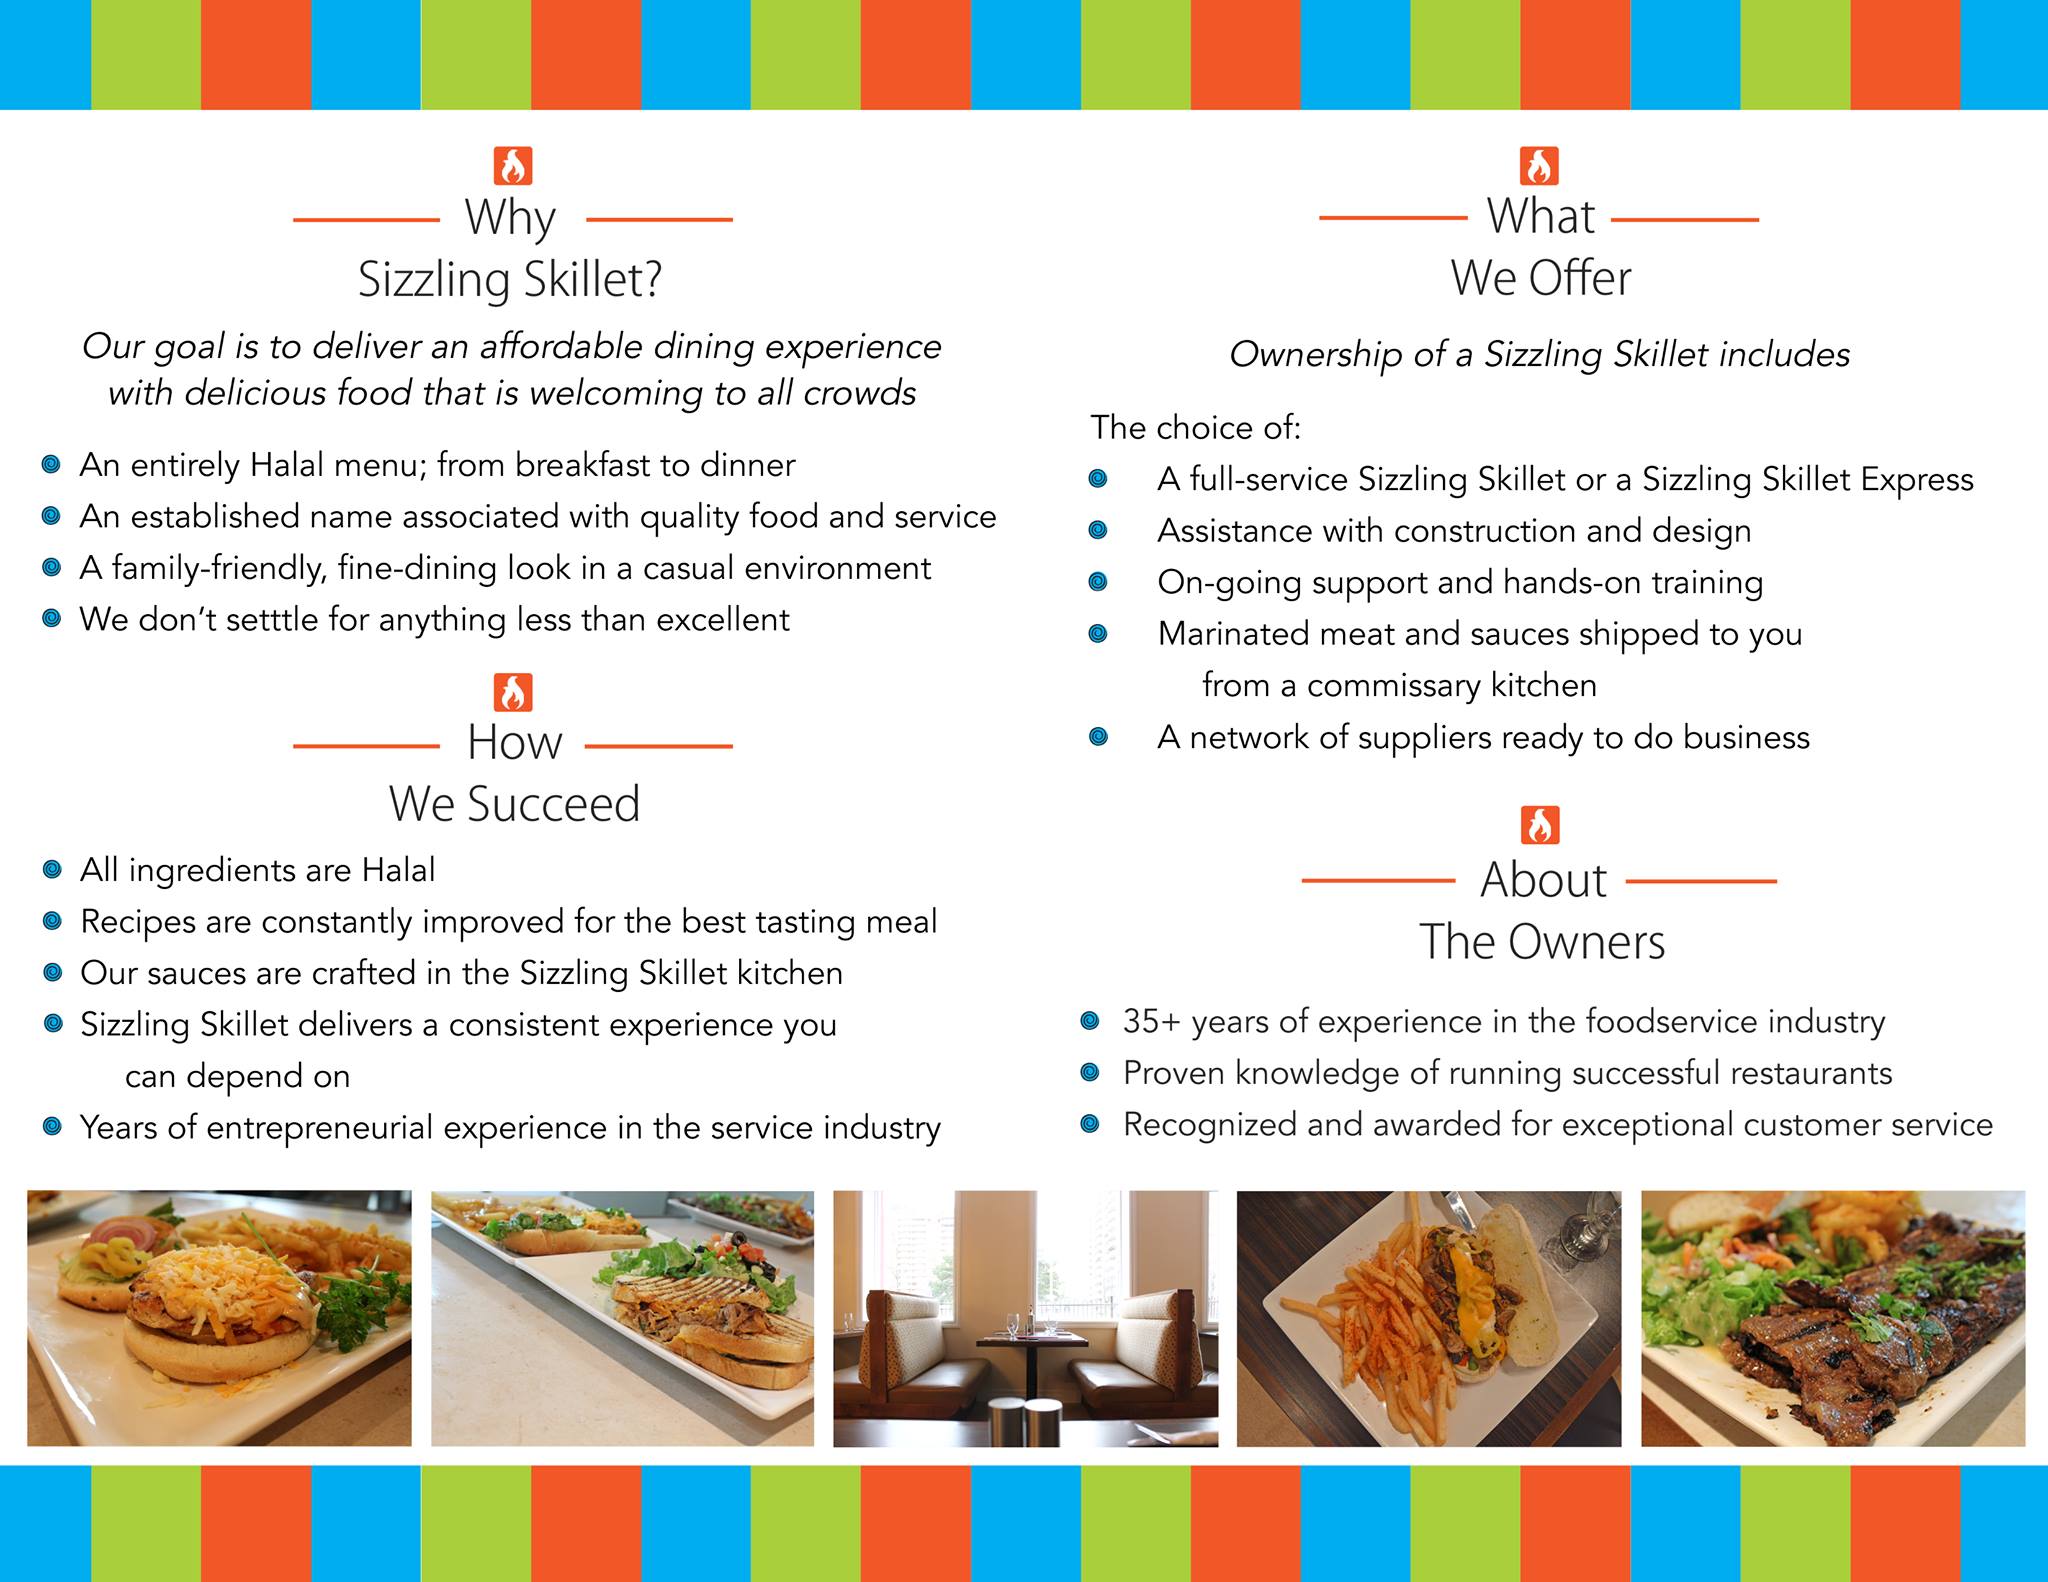 Why
Sizzling Skillet?
Our goal is to deliver an affordable dining experience
with delicious food that is welcoming to all crowds
An entirely Halal menu; from breakfast to dinner
An established name associated with quality food and service
A family-friendly, fine-dining look in a casual environment
We don’t setttle for anything less than excellent
How
We Succeed
All ingredients are Halal
Recipes are constantly improved for the best tasting meal
Our sauces are crafted in the Sizzling Skillet kitchen
Sizzling Skillet delivers a consistent experience you
can depend on
Years of entrepreneurial experience in the service industry
What
We Offer
Ownership of a Sizzling Skillet includes
The choice of:
A full-service Sizzling Skillet or a Sizzling Skillet Express
Assistance with construction and design
On-going support and hands-on training
Marinated meat and sauces shipped to you
from a commissary kitchen
A network of suppliers ready to do business
About
The Owners
35+ years of experience in the foodservice industry
Proven knowledge of running successful restaurants
Recognized and awarded for exceptional customer service